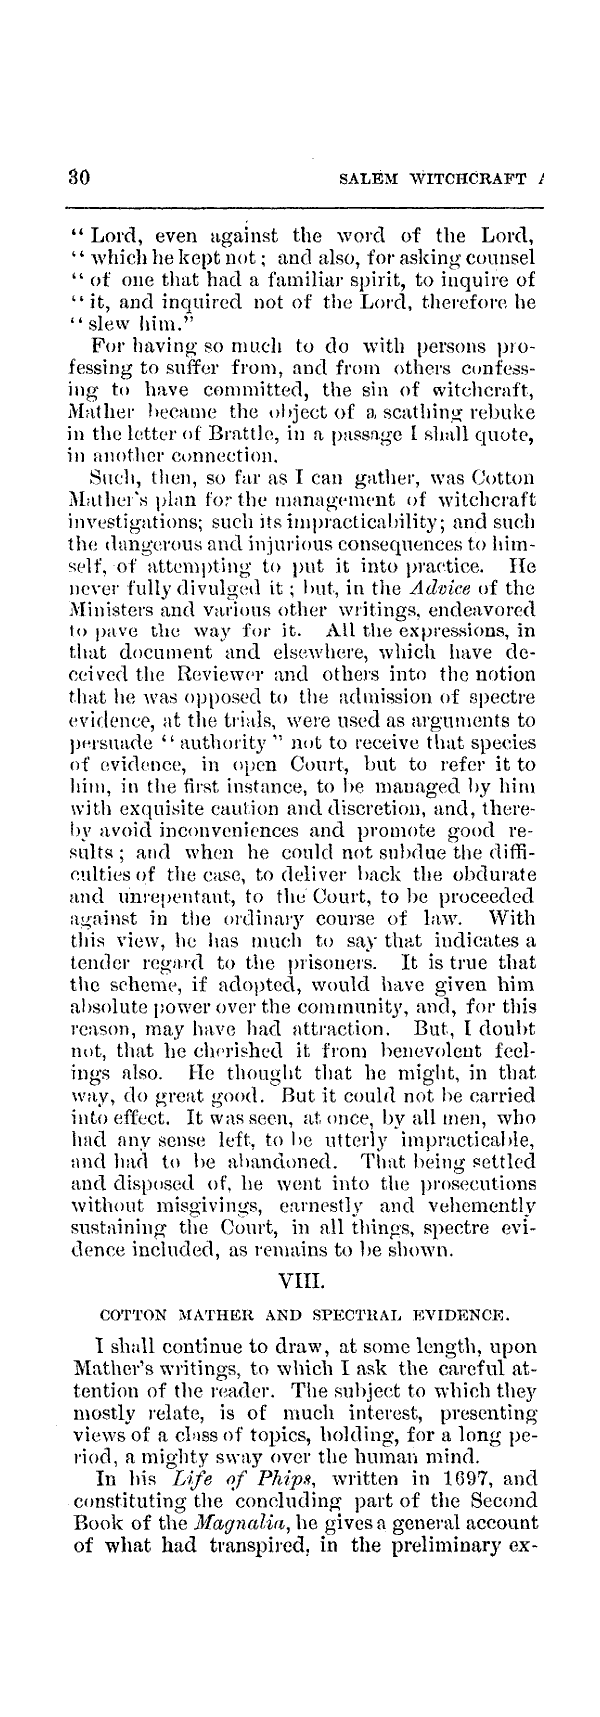 30 SALEM WITCHCRAFT
“ Lord, even against the word of the Lord,
“ which he kept not ; and also, for asking counsel
“ of one that had a familiar spirit, to inquire of
“ it, and inquired not of the Lord, therefore he
“ slew him.”
For having so much to do with persons pro-
fessing to suffer from, and from others confess-
ing to have committed, the sin of witchcraft,
Mather became the object of a scathing rebuke
in the letter of Brattle, in a passage I shall quote,
in another connection.
Such, then, so far as I can gather, was Cotton
Mather's plan for the management of witchcraft
investigations; such its impracticability; and such
the dangerous and injurious consequences to him-
self, of attempting to put it into practice. He
never fully divulged it ; but, in the Advice of the
Ministers and various other writings, endeavored
to pave the way for it. All the expressions, in
that document and elsewhere, which have de-
ceived the Reviewer and others into the notion
that he was opposed to the admission of spectre
evidence, at the trials, were used as arguments to
persuade “ authority ” not to receive that species
of evidence, in open Court, but to refer it to
him, in the first instance, to be managed by him
with exquisite caution and discretion, and, there-
by avoid inconveniences and promote good re-
sults ; and when he could not subdue the diffi-
culties of the case, to deliver back the obdurate
and unrepentant, to the Court, to be proceeded
against in the ordinary course of law. With
this view, he has much to say that indicates a
tender regard to the prisoners. It is true that
the scheme, if adopted, would have given him
absolute power over the community, and, for this
reason, may have had attraction. But, I doubt
not, that he cherished it from benevolent feel-
ings also. He thought that he might, in that
way, do great good. But it could not be carried
into effect. It was seen, at once, by all men, who
had any sense left, to be utterly impracticable,
and had to be abandoned. That being settled
and disposed of, he went into the prosecutions
without misgivings, earnestly and vehemently
sustaining the Court, in all things, spectre evi-
dence included, as remains to be shown.
VIII.
COTTON MATHER AND SPECTRAL EVIDENCE.
I shall continue to draw, at some length, upon
Mather's writings, to which I ask the careful at-
tention of the reader. The subject to which they
mostly relate, is of much interest, presenting
views of a class of topics, holding, for a long pe-
riod, a mighty sway over the human mind.
In his Life of Phips, written in 1697, and
constituting the concluding part of the Second
Book of the Magnalia, he gives a general account
of what had transpired, in the preliminary ex-